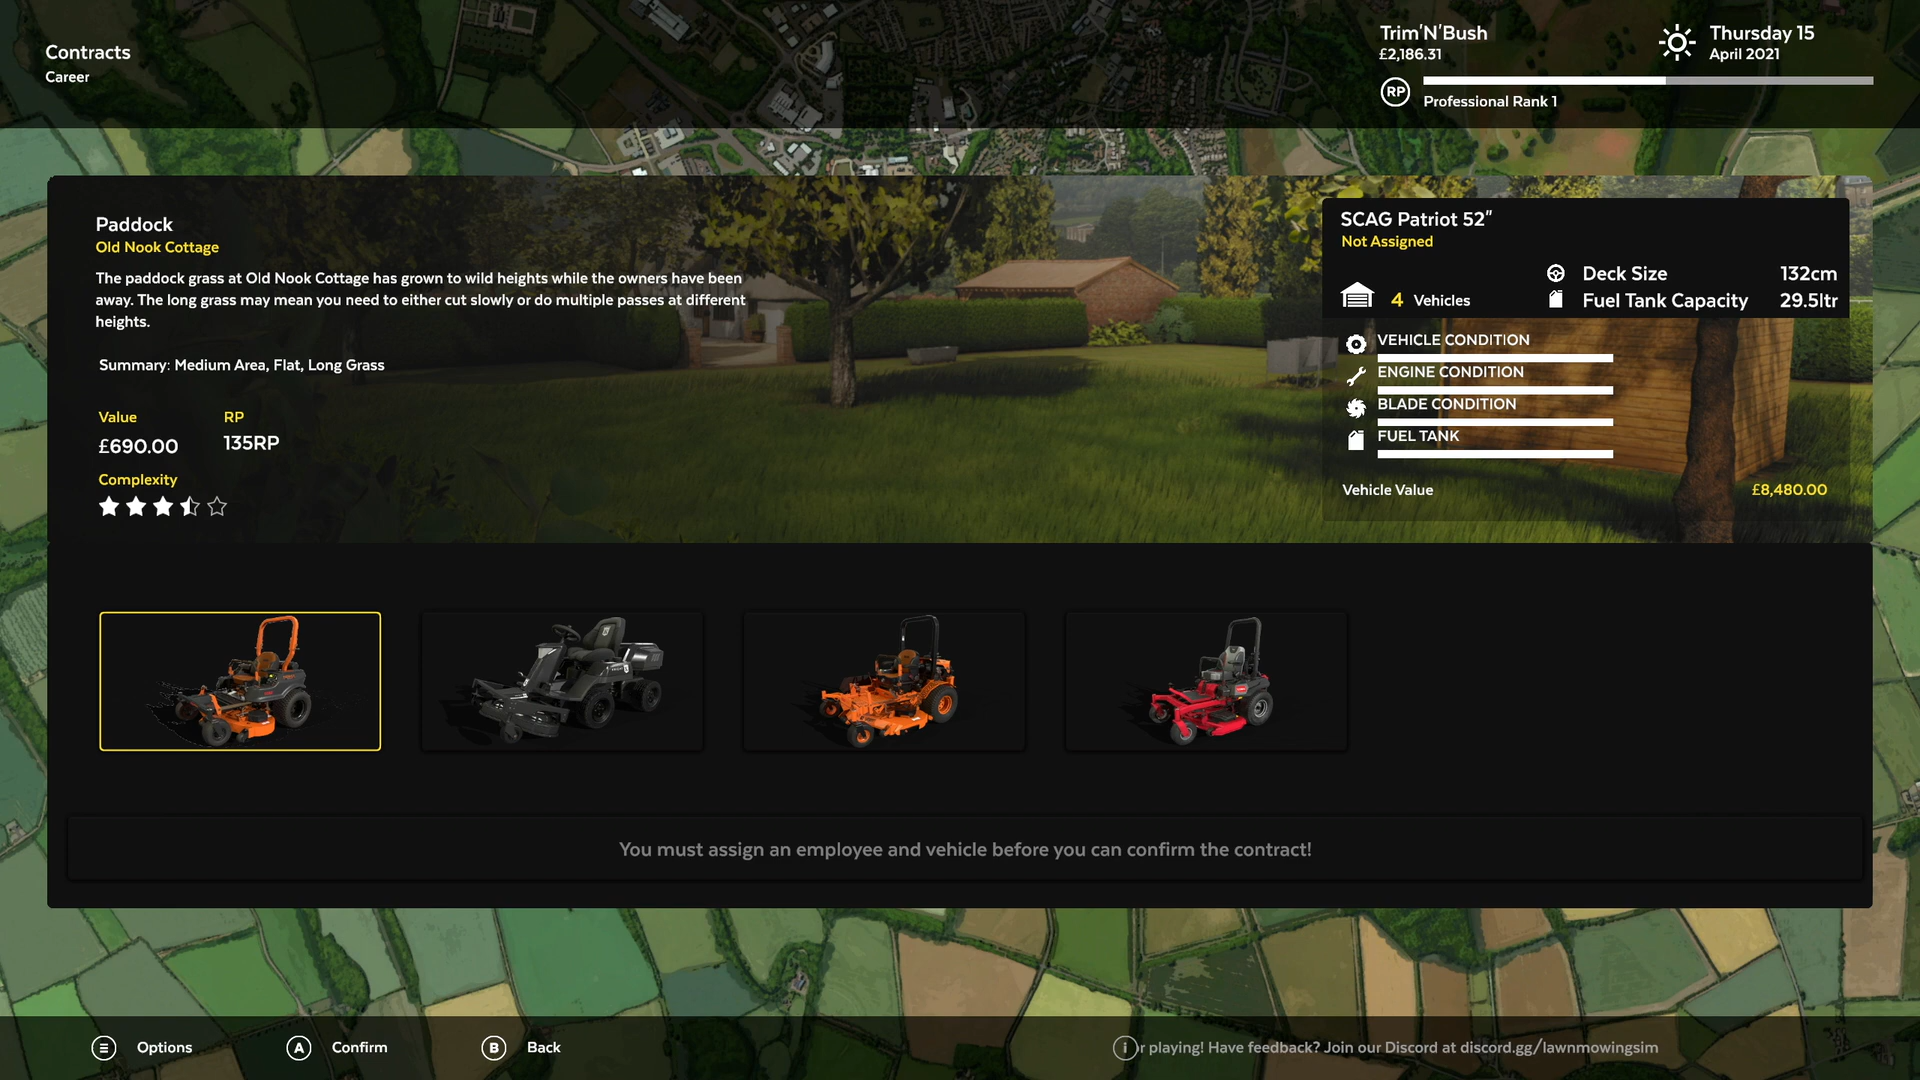 Contracts
Career
Trim'N'Bush
£2,186.31
Thursday 15
April 2021
RP
Professional Rank 1
Paddock
Old Nook Cottage
The paddock grass at Old Nook Cottage has grown to wild heights while the owners have been
away. The long grass may mean you need to either cut slowly or do multiple passes at different
heights.
Summary: Medium Area, Flat, Long Grass
Value
RP
£690.00
135RP
Complexity
SCAG Patriot 52"
Not Assigned
4 Vehicles
Deck Size 132cm
Fuel Tank Capacity 29.5ltr
VEHICLE CONDITION
ENGINE CONDITION
BLADE CONDITION
FUEL TANK
Vehicle Value £8,480.00
You must assign an employee and vehicle before you can confirm the contract!
Options
A Confirm
B Back
i r playing! Have feedback? Join our Discord at discord.gg/lawnmowingsim